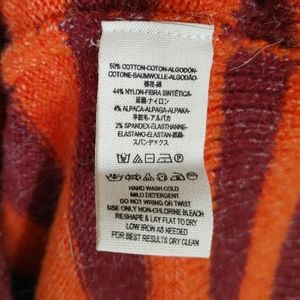 50% COTTON-COTON-ALGODÓN
COTONE-BAUMWOLLE-ALGODÃO
棉花-綿
44% NYLON-FIBRA SINTÉTICA-
尼龍-ナイロン
4% ALPACA-ALPAGA-ALPAKA-
羊駝毛-アルパカ
2% SPANDEX-ELASTHANNE-
ELASTANO-ELASTAN-
スパンデックス
HAND WASH COLD
MILD DETERGENT
DO NOT WRING OR TWIST
USE ONLY NON-CHLORINE BLEACH
RESHAPE & LAY FLAT TO DRY
LOW IRON AS NEEDED
FOR BEST RESULTS DRY CLEAN